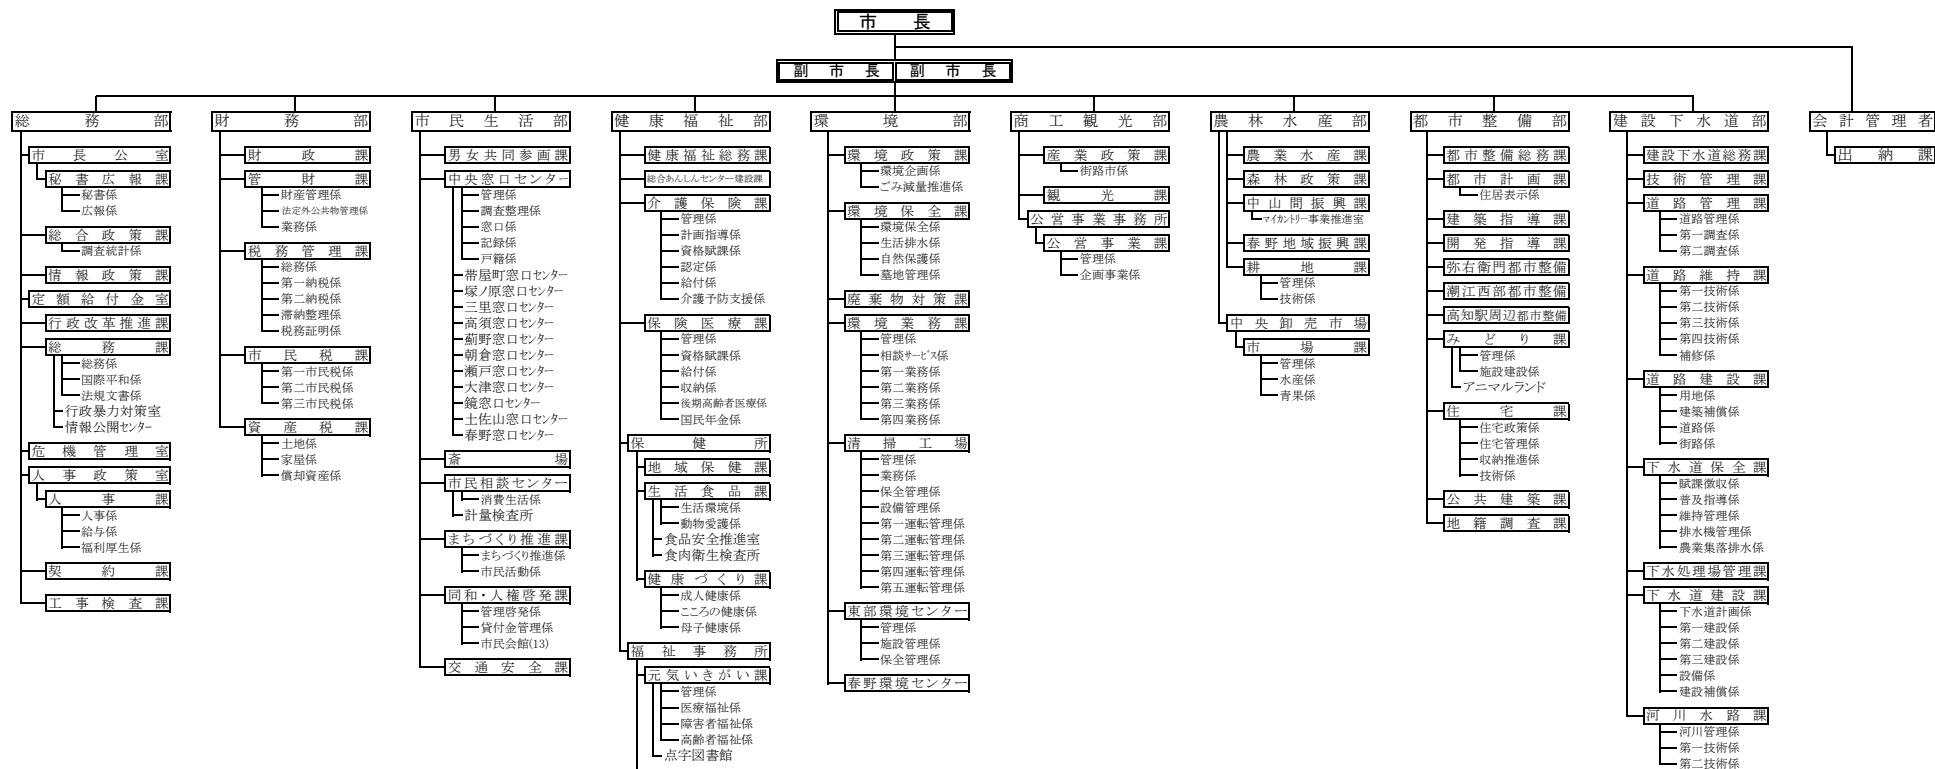 市長
副市長 副市長
総務部
市長公室
秘書広報課
秘書係
広報係
総合政策課
調査統計係
情報政策課
定額給付金室
行政改革推進課
総務課
総務係
国際平和係
法規文書係
行政暴力対策室
情報公開センター
危機管理室
人事政策室
人事課
人事係
給与係
福利厚生係
契約課
工事検査課
財務部
財政課
管財課
財産管理係
法定外公共物管理係
業務係
税務管理課
総務係
第一納税係
第二納税係
滞納整理係
税務証明係
市民税課
第一市民税係
第二市民税係
第三市民税係
資産税課
土地係
家屋係
償却資産係
市民生活部
男女共同参画課
中央窓口センター
管理係
調査整理係
窓口係
記録係
戸籍係
帯屋町窓口センター
塚ノ原窓口センター
三里窓口センター
高須窓口センター
薊野窓口センター
朝倉窓口センター
瀬戸窓口センター
大津窓口センター
鏡窓口センター
土佐山窓口センター
春野窓口センター
斎場
市民相談センター
消費生活係
計量検査所
まちづくり推進課
まちづくり推進係
市民活動係
同和・人権啓発課
管理啓発係
貸付金管理係
市民会館(13)
交通安全課
健康福祉部
健康福祉総務課
総合あんしんセンター建設課
介護保険課
管理係
計画指導係
資格賦課係
認定係
給付係
介護予防支援係
保険医療課
管理係
資格賦課係
給付係
収納係
後期高齢者医療係
国民年金係
保健所
地域保健課
生活食品課
生活環境係
動物愛護係
食品安全推進室
食肉衛生検査所
健康づくり課
成人健康係
こころの健康係
母子健康係
福祉事務所
元気いきがい課
管理係
医療福祉係
障害者福祉係
高齢者福祉係
点字図書館
環境部
環境政策課
環境企画係
ごみ減量推進係
環境保全課
環境保全係
生活排水係
自然保護係
墓地管理係
廃棄物対策課
環境業務課
管理係
相談サービス係
第一業務係
第二業務係
第三業務係
第四業務係
清掃工場
管理係
業務係
保全管理係
設備管理係
第一運転管理係
第二運転管理係
第三運転管理係
第四運転管理係
第五運転管理係
東部環境センター
管理係
施設管理係
保全管理係
春野環境センター
商工観光部
産業政策課
街路市係
観光課
公営事業事務所
公営事業課
管理係
企画事業係
農林水産部
農業水産課
森林政策課
中山間振興課
マイカントリー事業推進室
春野地域振興課
耕地課
管理係
技術係
中央卸売市場
市場課
管理係
水産係
青果係
都市整備部
都市整備総務課
都市計画課
住居表示係
建築指導課
開発指導課
弥右衛門都市整備
潮江西部都市整備
高知駅周辺都市整備
みどり課
管理係
施設建設係
アニマルランド
住宅課
住宅政策係
住宅管理係
収納推進係
技術係
公共建築課
地籍調査課
建設下水道部
建設下水道総務課
技術管理課
道路管理課
道路管理係
第一調査係
第二調査係
道路維持課
第一技術係
第二技術係
第三技術係
第四技術係
補修係
道路建設課
用地係
建築補償係
道路係
街路係
下水道保全課
賦課徴収係
普及指導係
維持管理係
排水機管理係
農業集落排水係
下水処理場管理課
下水道建設課
下水道計画係
第一建設係
第二建設係
第三建設係
設備係
建設補償係
河川水路課
河川管理係
第一技術係
第二技術係
会計管理者
出納課